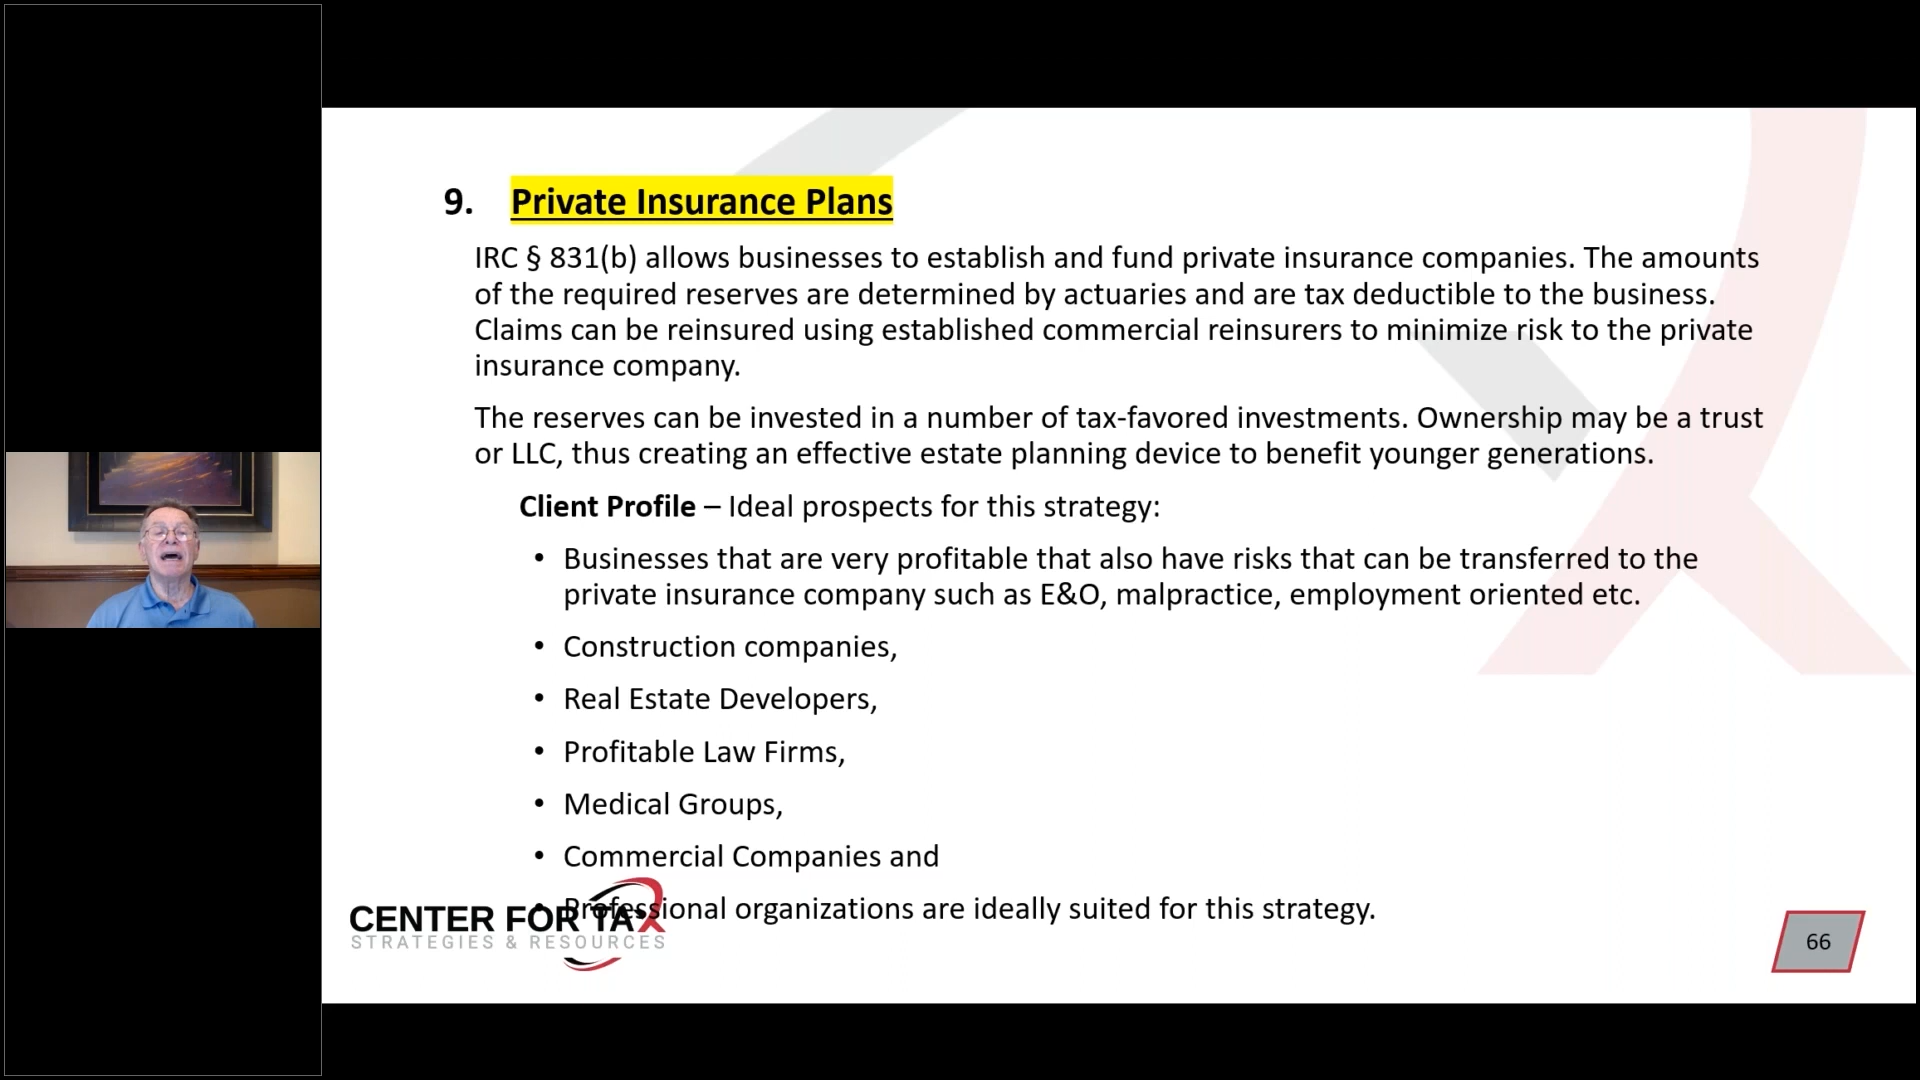 9. Private Insurance Plans
IRC § 831(b) allows businesses to establish and fund private insurance companies. The amounts
of the required reserves are determined by actuaries and are tax deductible to the business.
Claims can be reinsured using established commercial reinsurers to minimize risk to the private
insurance company.
The reserves can be invested in a number of tax-favored investments. Ownership may be a trust
or LLC, thus creating an effective estate planning device to benefit younger generations.
Client Profile – Ideal prospects for this strategy:
• Businesses that are very profitable that also have risks that can be transferred to the
private insurance company such as E&O, malpractice, employment oriented etc.
• Construction companies,
• Real Estate Developers,
• Profitable Law Firms,
• Medical Groups,
• Commercial Companies and
• Professional organizations are ideally suited for this strategy.
CENTER FOR TAX
STRATEGIES & RESOURCES
66